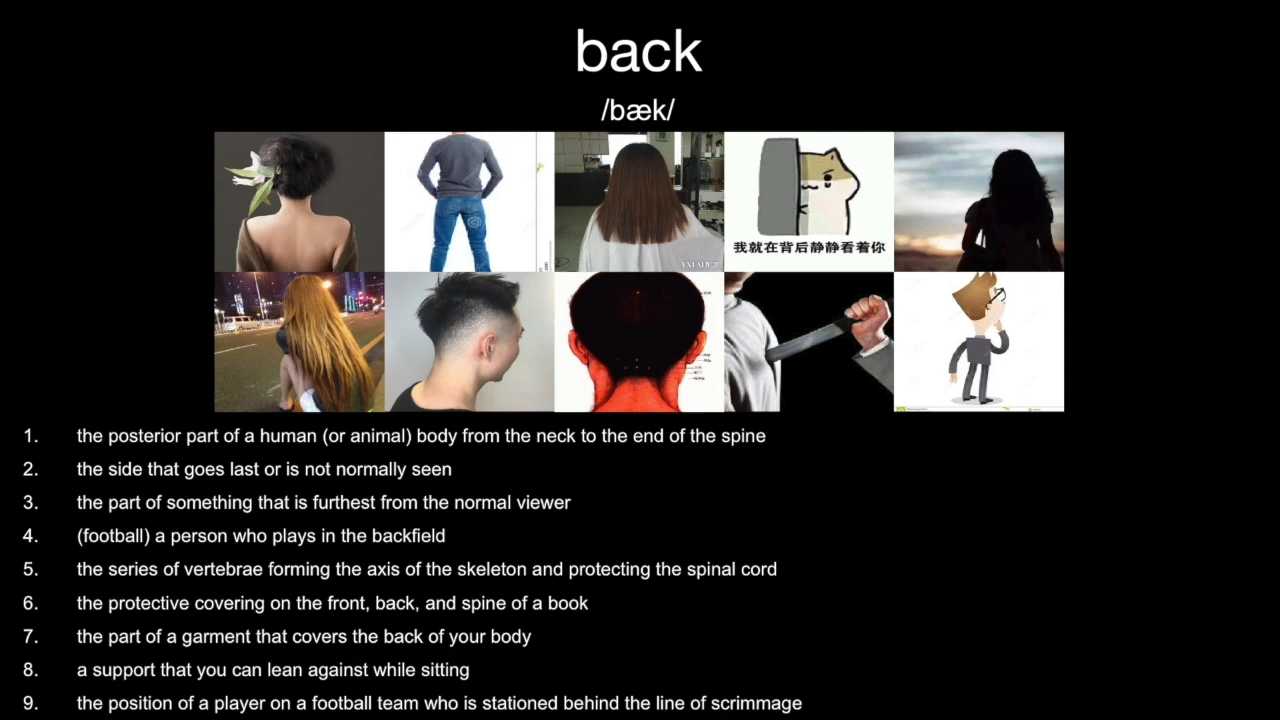 back
/bæk/
我就在背后静静看着你
1. the posterior part of a human (or animal) body from the neck to the end of the spine
2. the side that goes last or is not normally seen
3. the part of something that is furthest from the normal viewer
4. (football) a person who plays in the backfield
5. the series of vertebrae forming the axis of the skeleton and protecting the spinal cord
6. the protective covering on the front, back, and spine of a book
7. the part of a garment that covers the back of your body
8. a support that you can lean against while sitting
9. the position of a player on a football team who is stationed behind the line of scrimmage